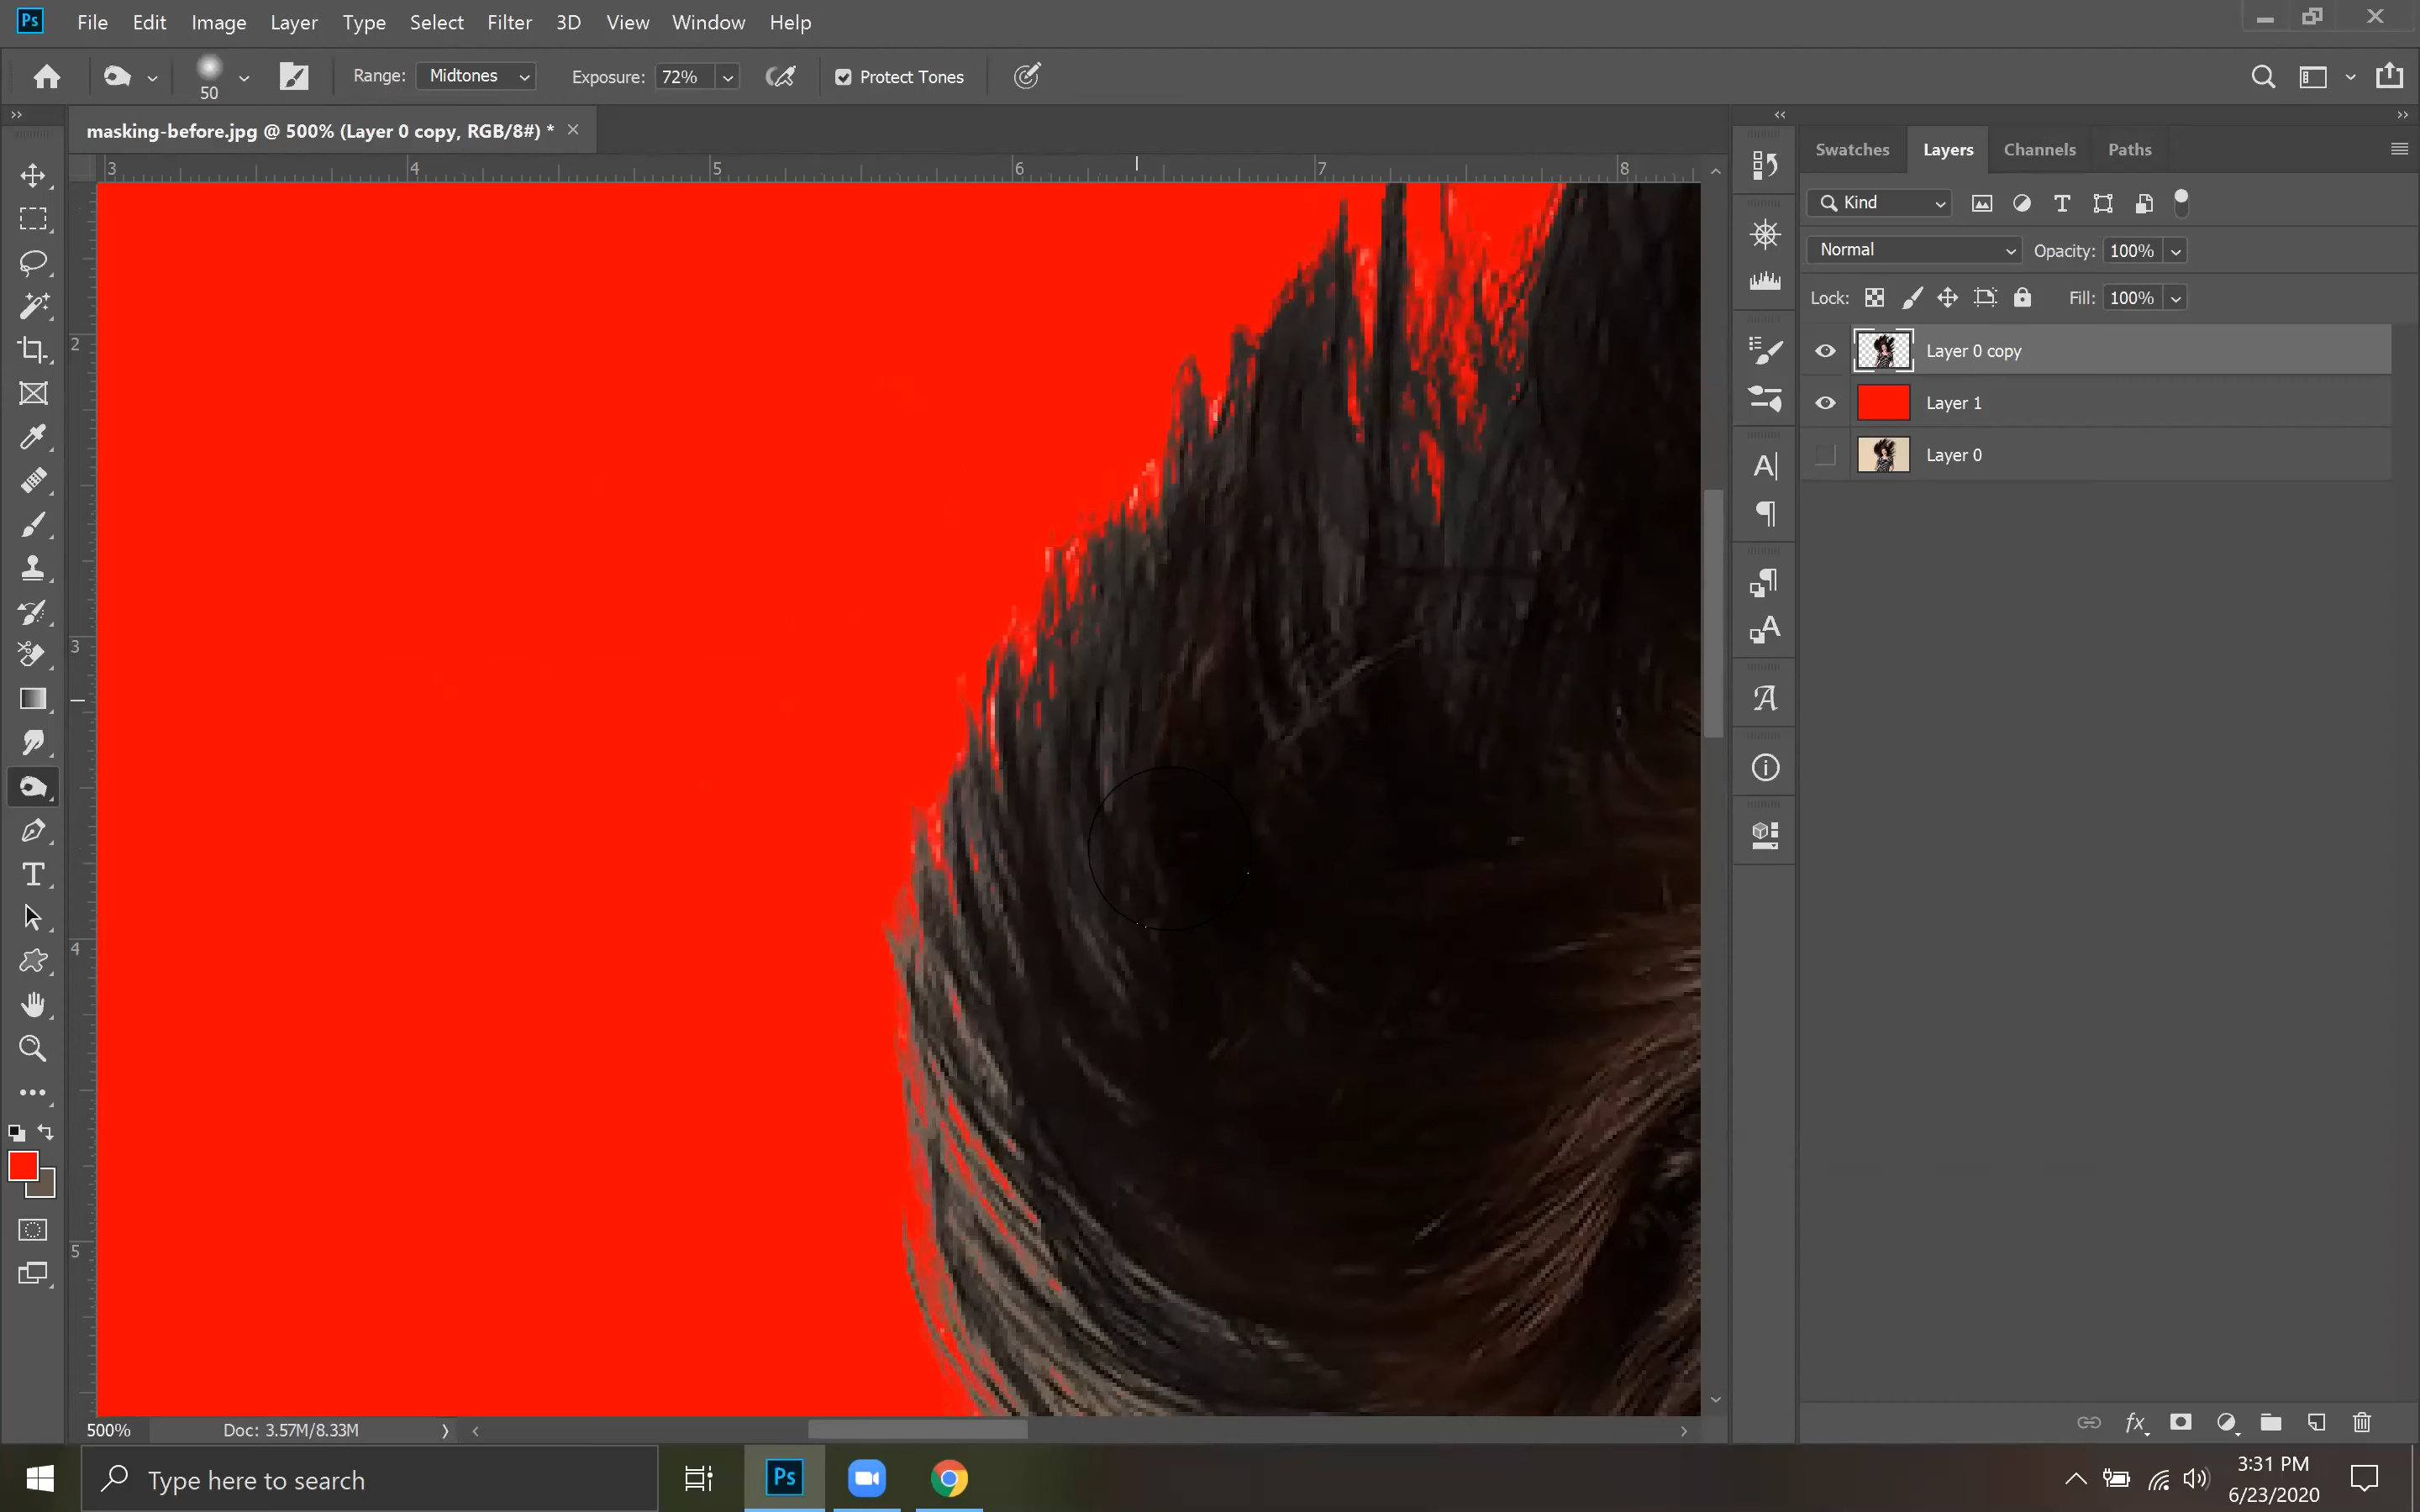 Ps File Edit Image Layer Type Select Filter 3D View Window Help
50 Range: Midtones Exposure: 72% Protect Tones
masking-before.jpg @ 500% (Layer 0 copy, RGB/8#) *
3 4 5 6 7 8
2
3
4
5
Swatches Layers Channels Paths
Kind
Normal Opacity: 100%
Lock: Fill: 100%
Layer 0 copy
Layer 1
Layer 0
500% Doc: 3.57M/8.33M
Type here to search Ps
3:31 PM
6/23/2020